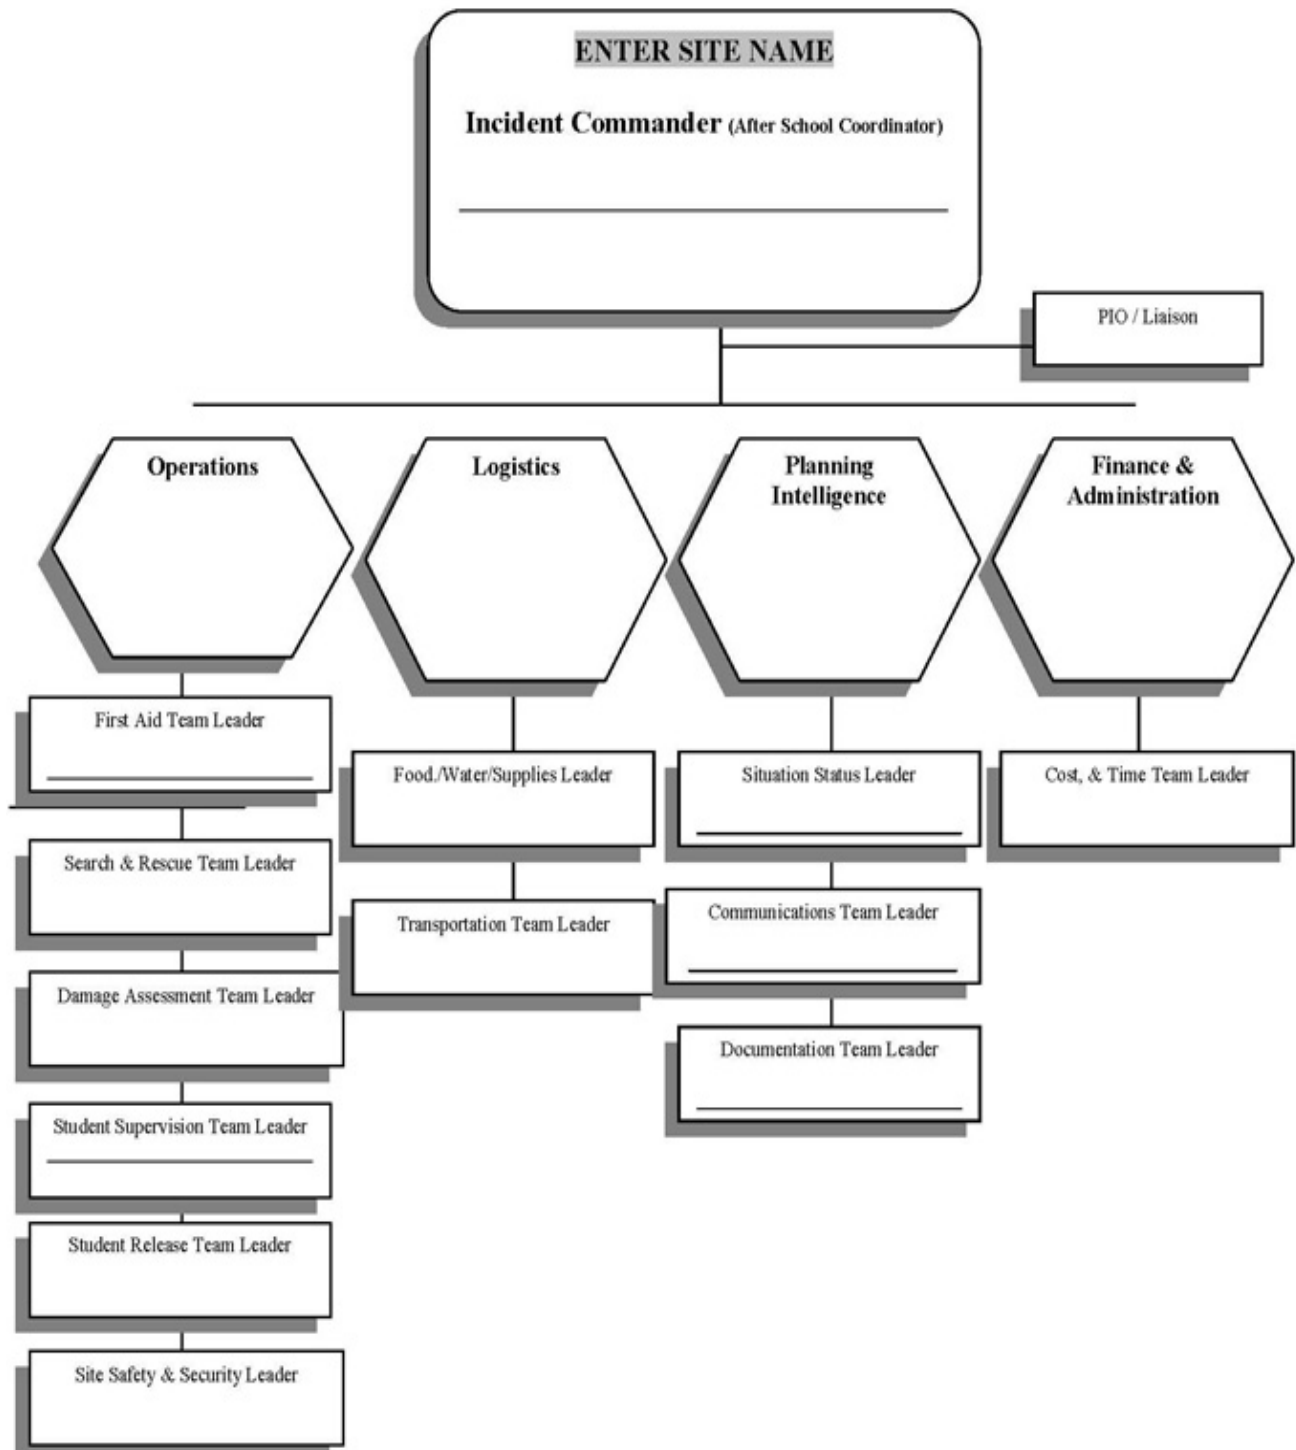 ENTER SITE NAME
Incident Commander (After School Coordinator)
PIO / Liaison
Operations
Logistics
Planning
Intelligence
Finance &
Administration
First Aid Team Leader
Search & Rescue Team Leader
Damage Assessment Team Leader
Student Supervision Team Leader
Student Release Team Leader
Site Safety & Security Leader
Food./Water/Supplies Leader
Transportation Team Leader
Situation Status Leader
Communications Team Leader
Documentation Team Leader
Cost, & Time Team Leader